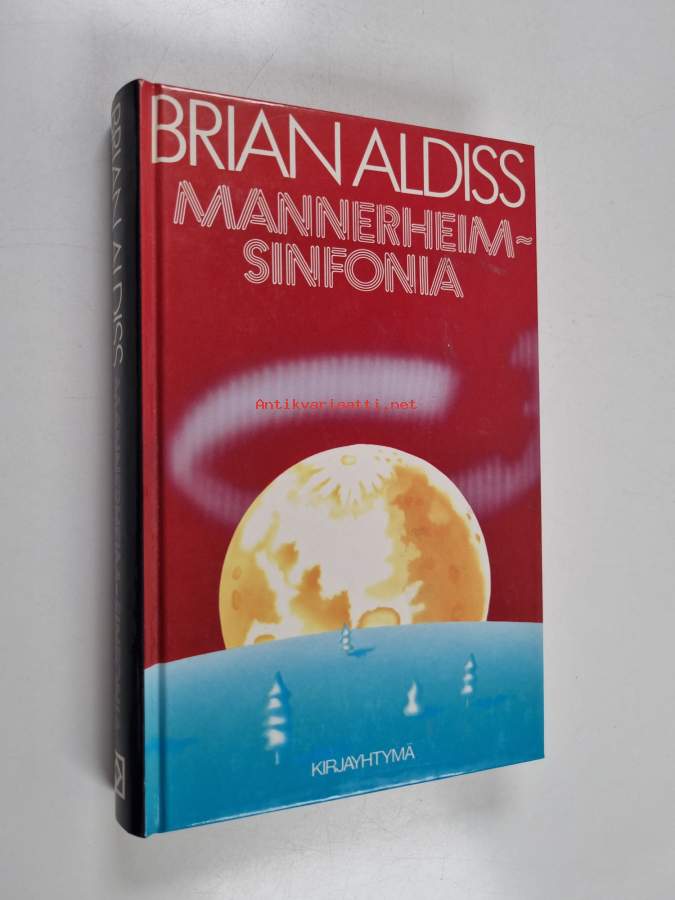 BRIAN ALDISS
MANNERHEIM~
SINFONIA
Antikvariaatti.net
KIRJAYHTYMÄ
BRIAN ALDISS